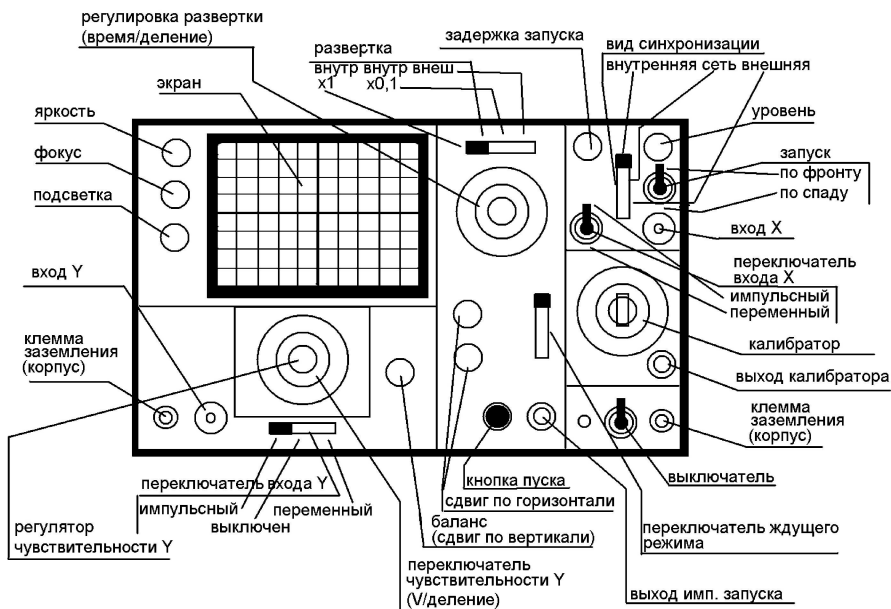 регулировка развертки
(время/деление)
экран
яркость
фокус
подсветка
вход Y
клемма
заземления
(корпус)
развертка
внутр внутр внеш
x1 x0,1
задержка запуска
вид синхронизации
внутренняя сеть внешняя
уровень
запуск
по фронту
по спаду
вход X
переключатель
входа X
импульсный
переменный
калибратор
выход калибратора
клемма
заземления
(корпус)
выключатель
переключатель ждущего
режима
выход имп. запуска
кнопка пуска
сдвиг по горизонтали
баланс
(сдвиг по вертикали)
переключатель
чувствительности Y
(V/деление)
переключатель входа Y
импульсный переменный
выключен
регулятор
чувствительности Y